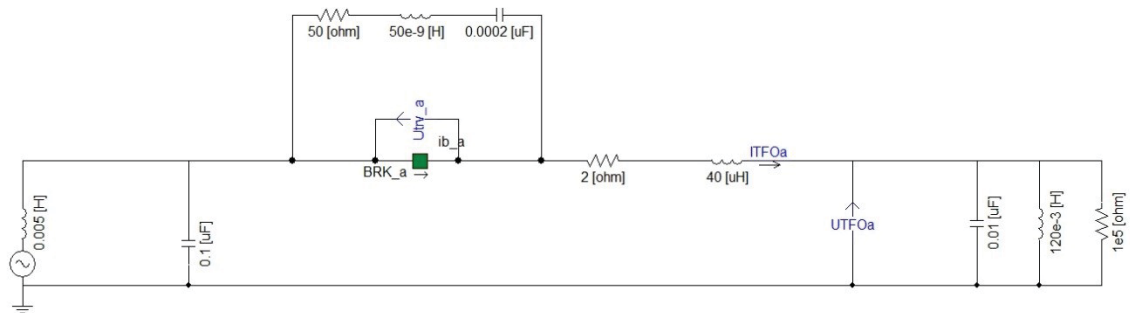 50 [ohm]
50e-9 [H]
0.0002 [uF]
Utrv_a
ib_a
BRK_a
2 [ohm]
40 [uH]
ITFOa
0.005 [H]
0.1 [uF]
UTFOa
0.01 [uF]
120e-3 [H]
1e5 [ohm]